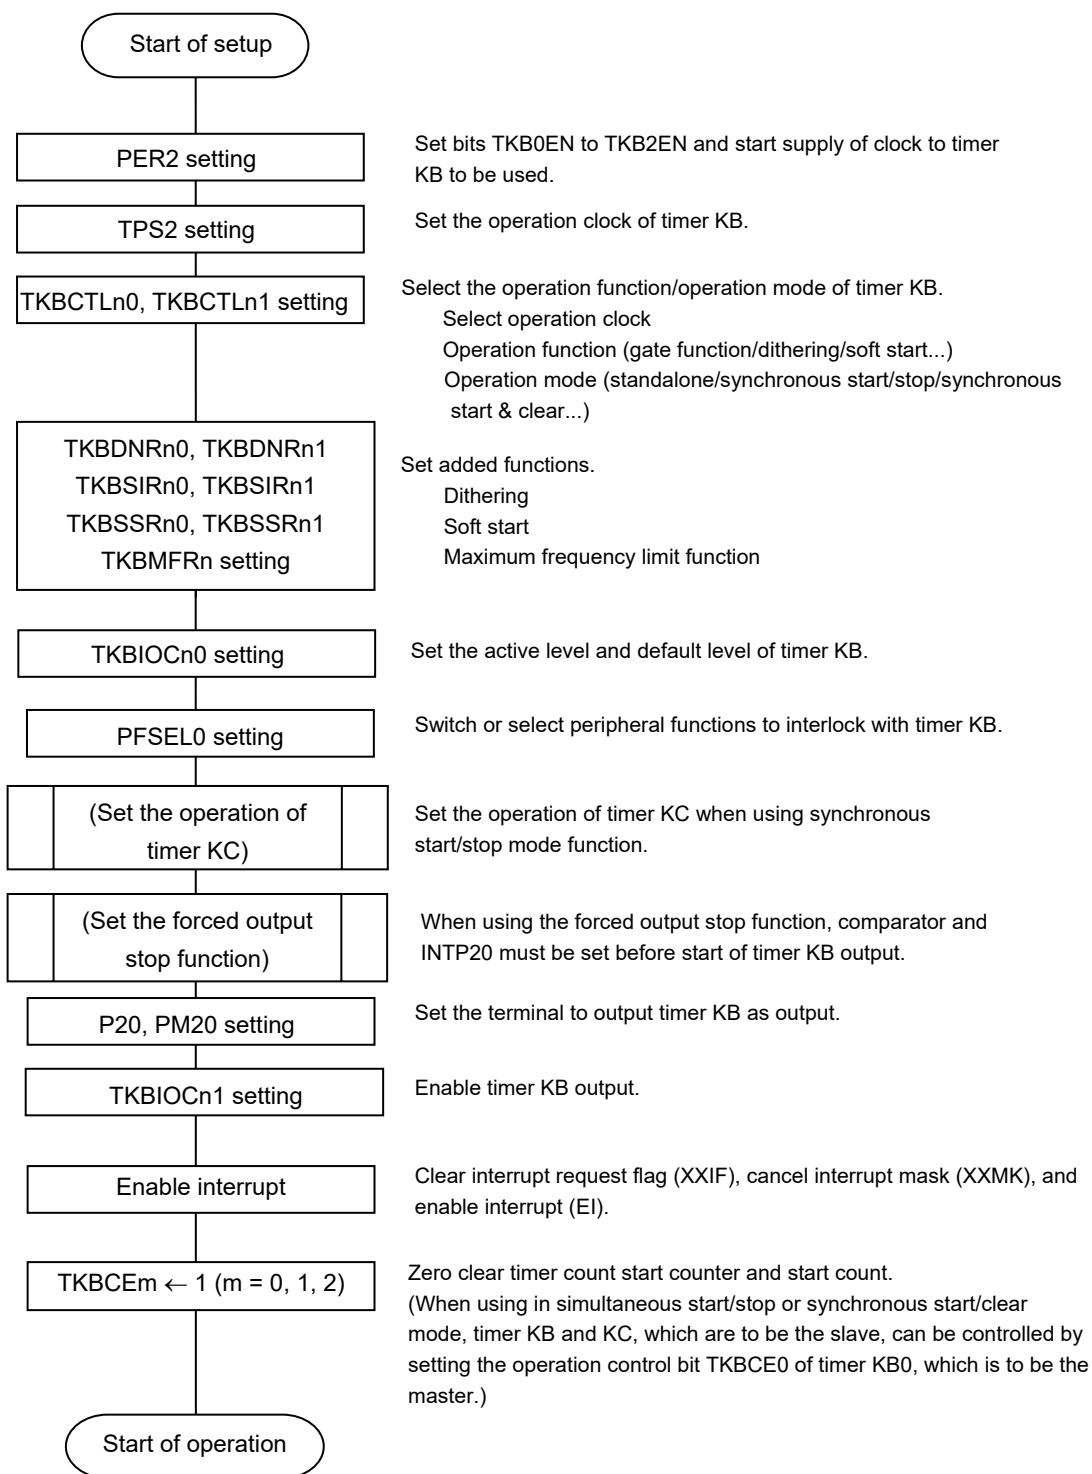 Start of setup
PER2 setting
Set bits TKB0EN to TKB2EN and start supply of clock to timer
KB to be used.
TPS2 setting
Set the operation clock of timer KB.
TKBCTLn0, TKBCTLn1 setting
Select the operation function/operation mode of timer KB.
Select operation clock
Operation function (gate function/dithering/soft start...)
Operation mode (standalone/synchronous start/stop/synchronous
start & clear...)
TKBDNRn0, TKBDNRn1
TKBSIRn0, TKBSIRn1
TKBSSRn0, TKBSSRn1
TKBMFRn setting
Set added functions.
Dithering
Soft start
Maximum frequency limit function
TKBIOCn0 setting
Set the active level and default level of timer KB.
PFSEL0 setting
Switch or select peripheral functions to interlock with timer KB.
(Set the operation of
timer KC)
Set the operation of timer KC when using synchronous
start/stop mode function.
(Set the forced output
stop function)
When using the forced output stop function, comparator and
INTP20 must be set before start of timer KB output.
P20, PM20 setting
Set the terminal to output timer KB as output.
TKBIOCn1 setting
Enable timer KB output.
Enable interrupt
Clear interrupt request flag (XXIF), cancel interrupt mask (XXMK), and
enable interrupt (EI).
TKBCEm ← 1 (m = 0, 1, 2)
Zero clear timer count start counter and start count.
(When using in simultaneous start/stop or synchronous start/clear
mode, timer KB and KC, which are to be the slave, can be controlled by
setting the operation control bit TKBCE0 of timer KB0, which is to be the
master.)
Start of operation